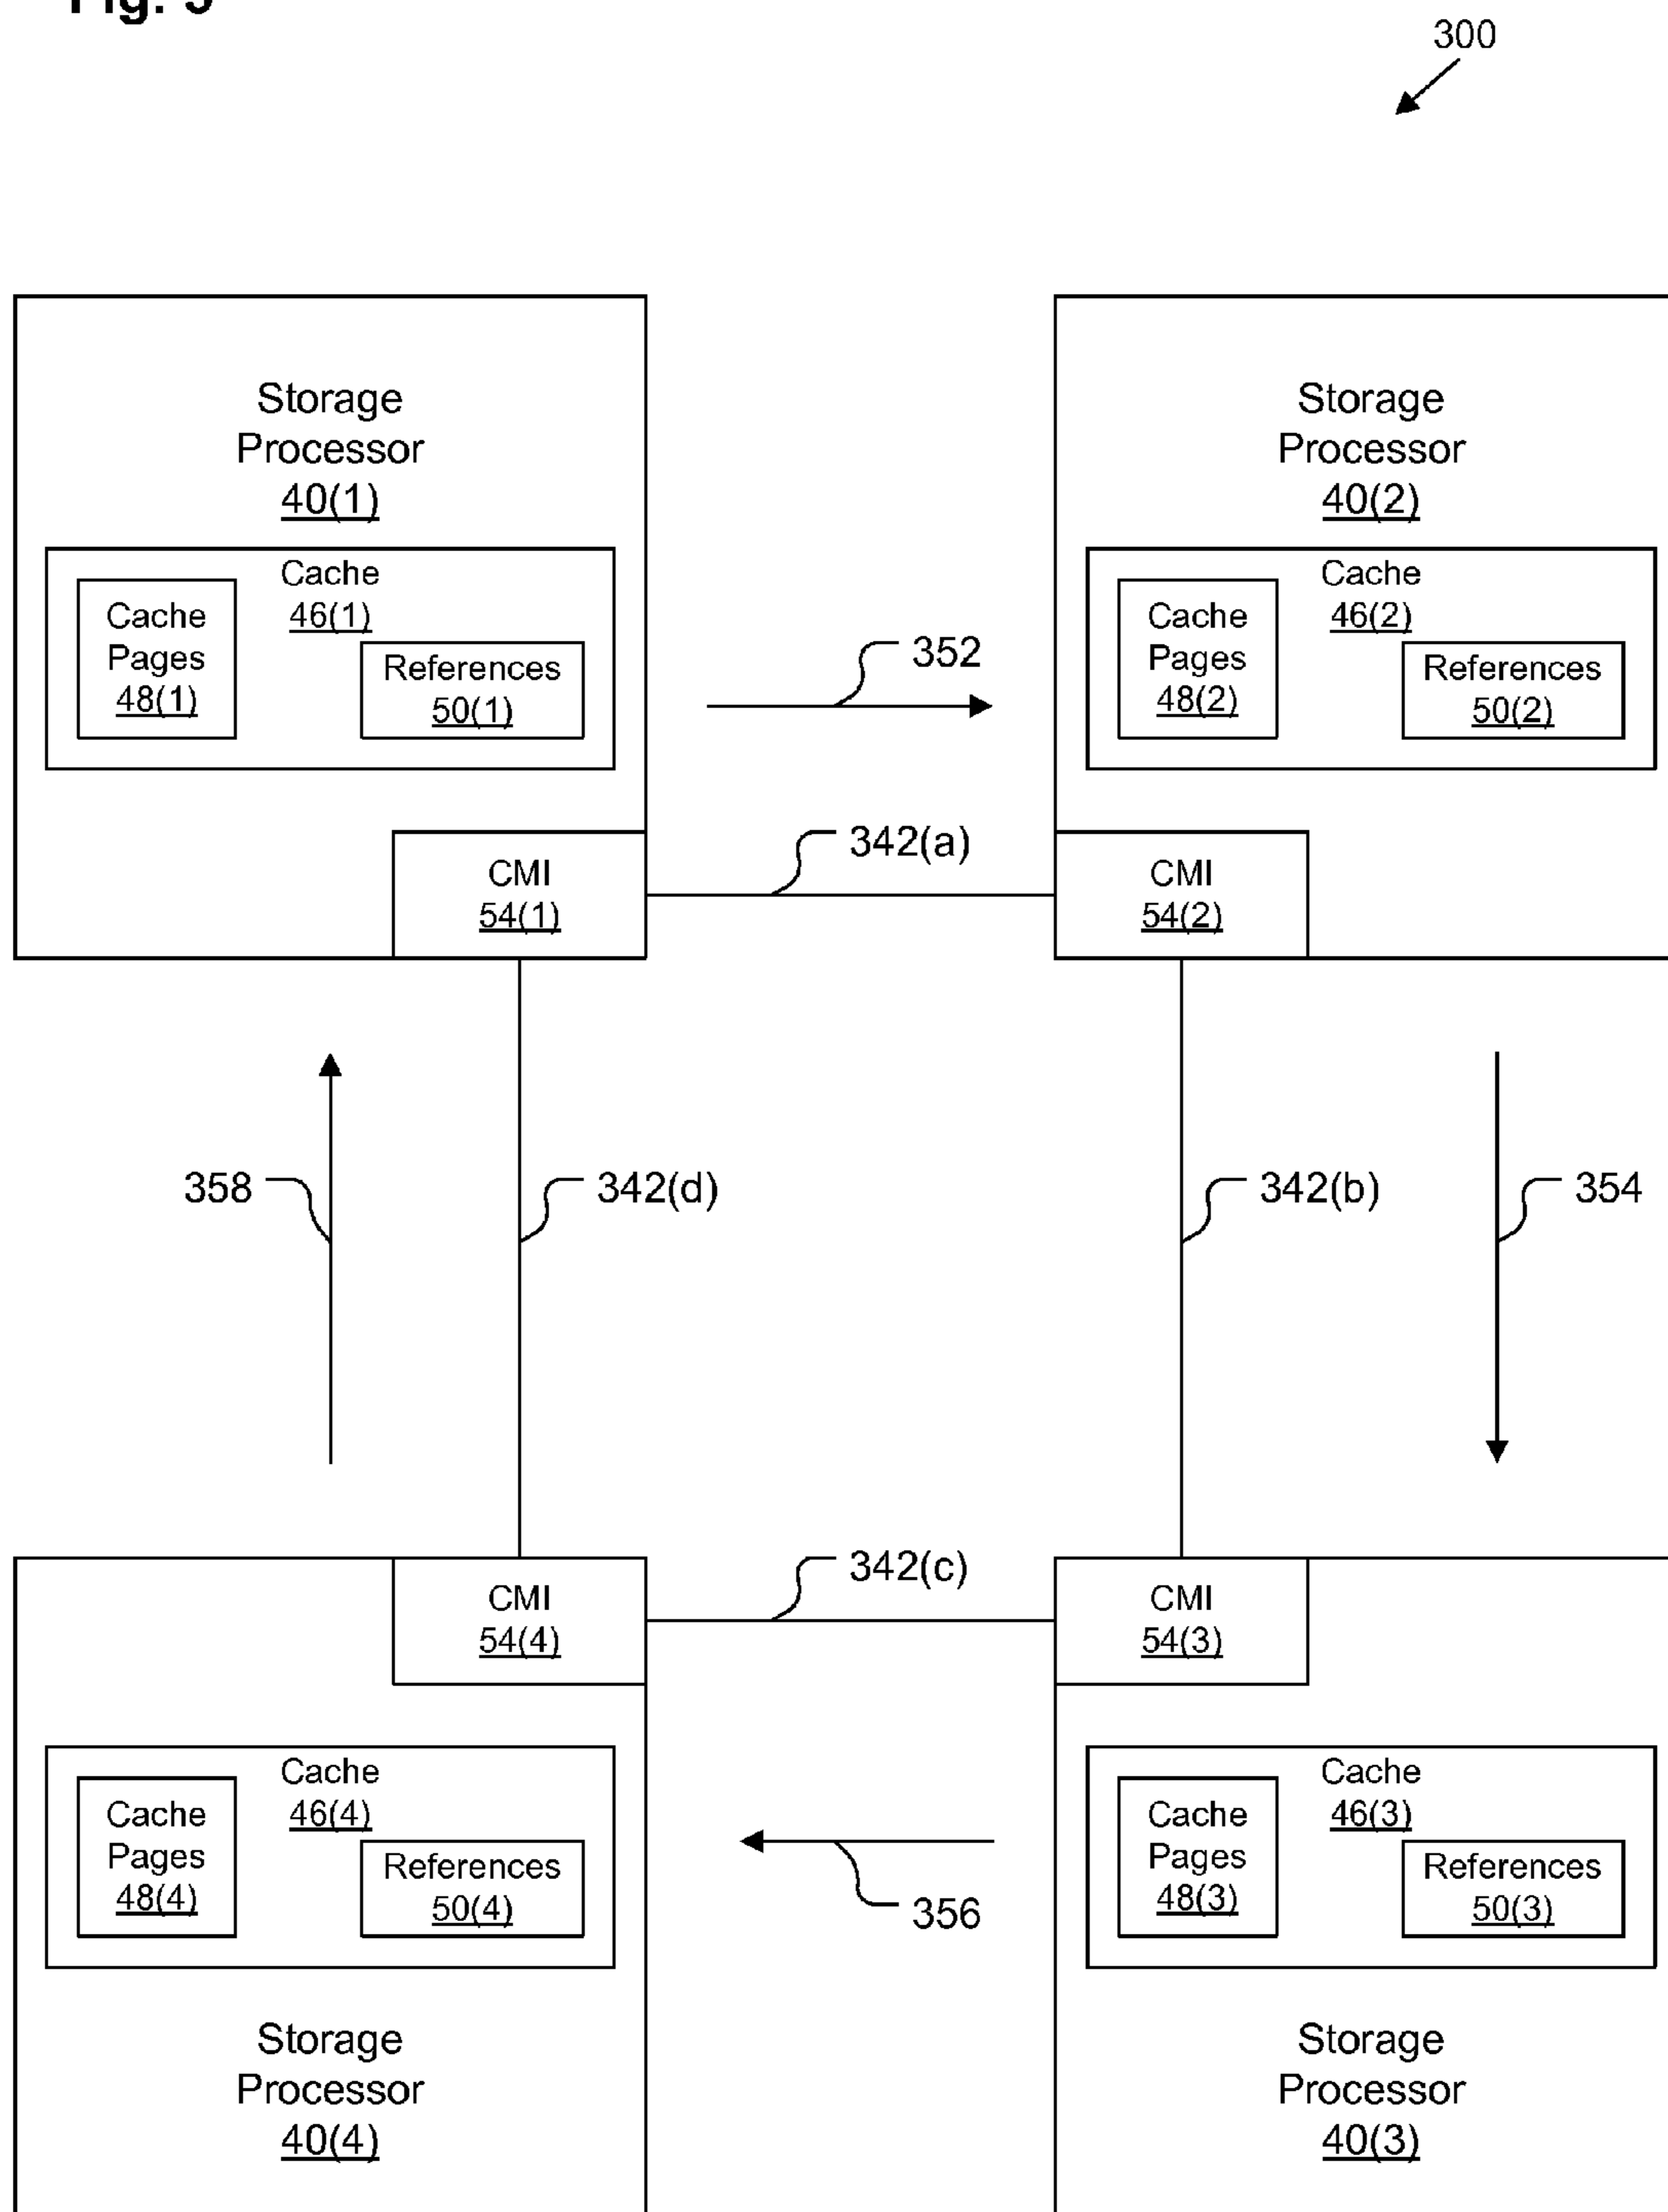 300
Storage
Processor
40(1)
Cache
46(1)
Cache
Pages
48(1)
References
50(1)
CMI
54(1)
352
342(a)
Storage
Processor
40(2)
Cache
46(2)
Cache
Pages
48(2)
References
50(2)
CMI
54(2)
358
342(d)
342(b)
354
CMI
54(4)
342(c)
CMI
54(3)
Cache
46(4)
Cache
Pages
48(4)
References
50(4)
Storage
Processor
40(4)
356
Cache
46(3)
Cache
Pages
48(3)
References
50(3)
Storage
Processor
40(3)